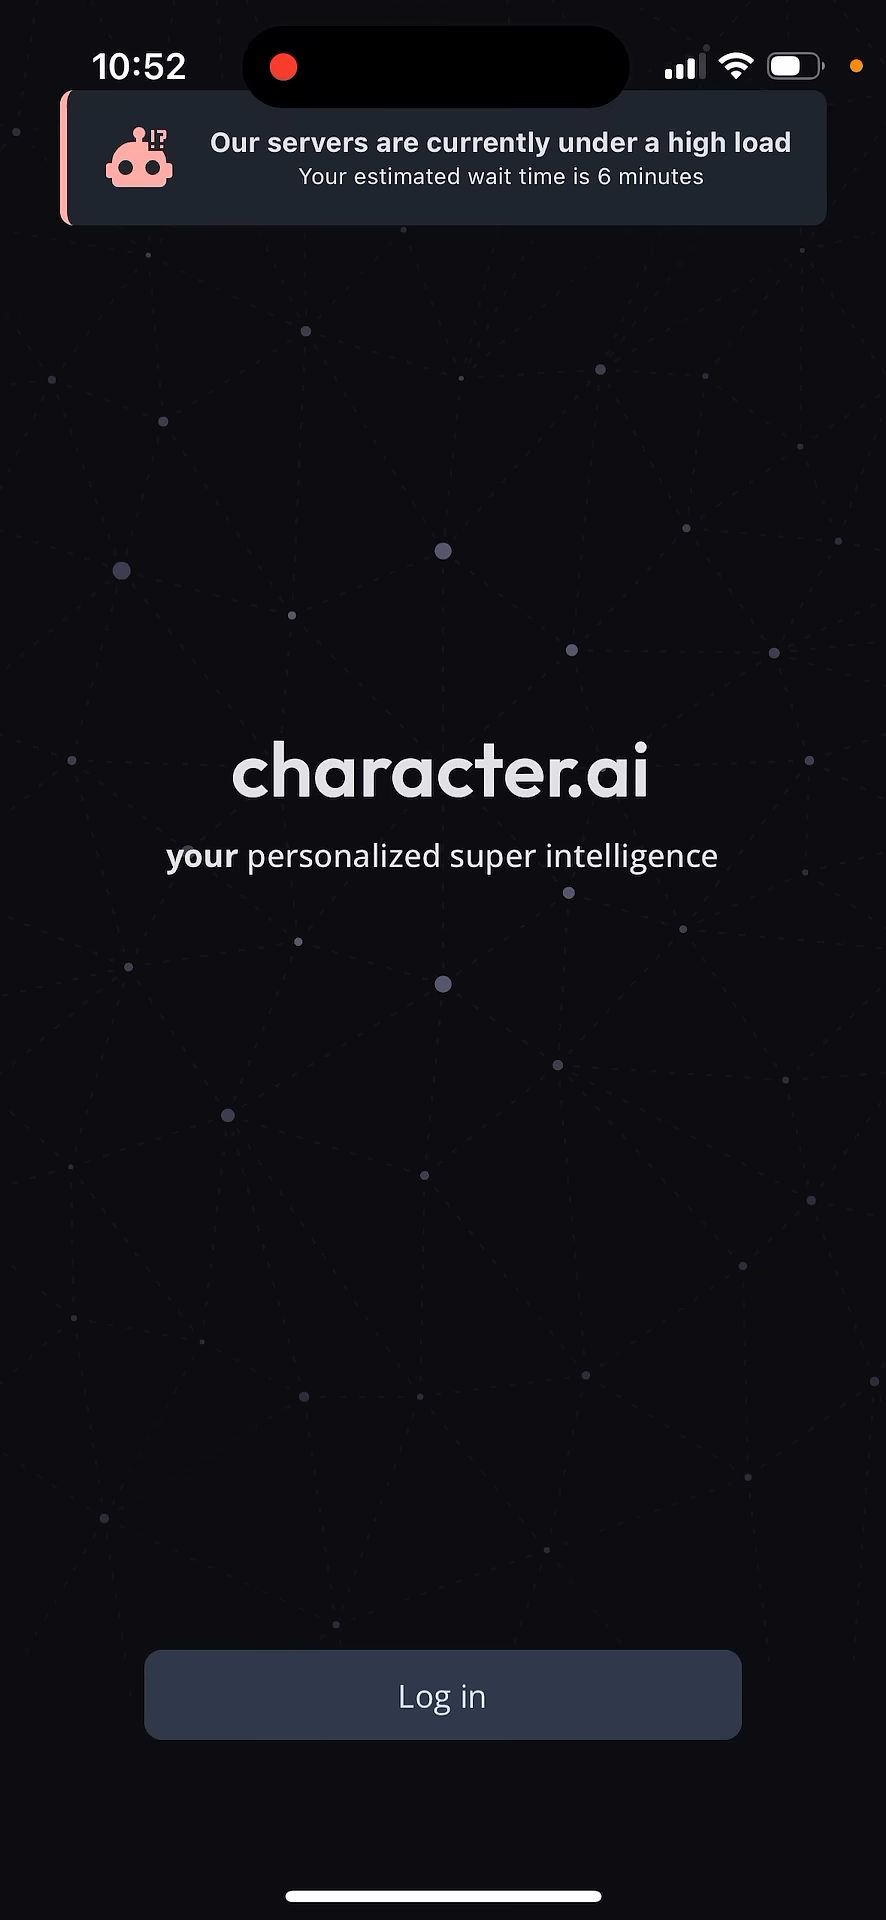 10:52
!?
Our servers are currently under a high load
Your estimated wait time is 6 minutes
character.ai
your personalized super intelligence
Log in